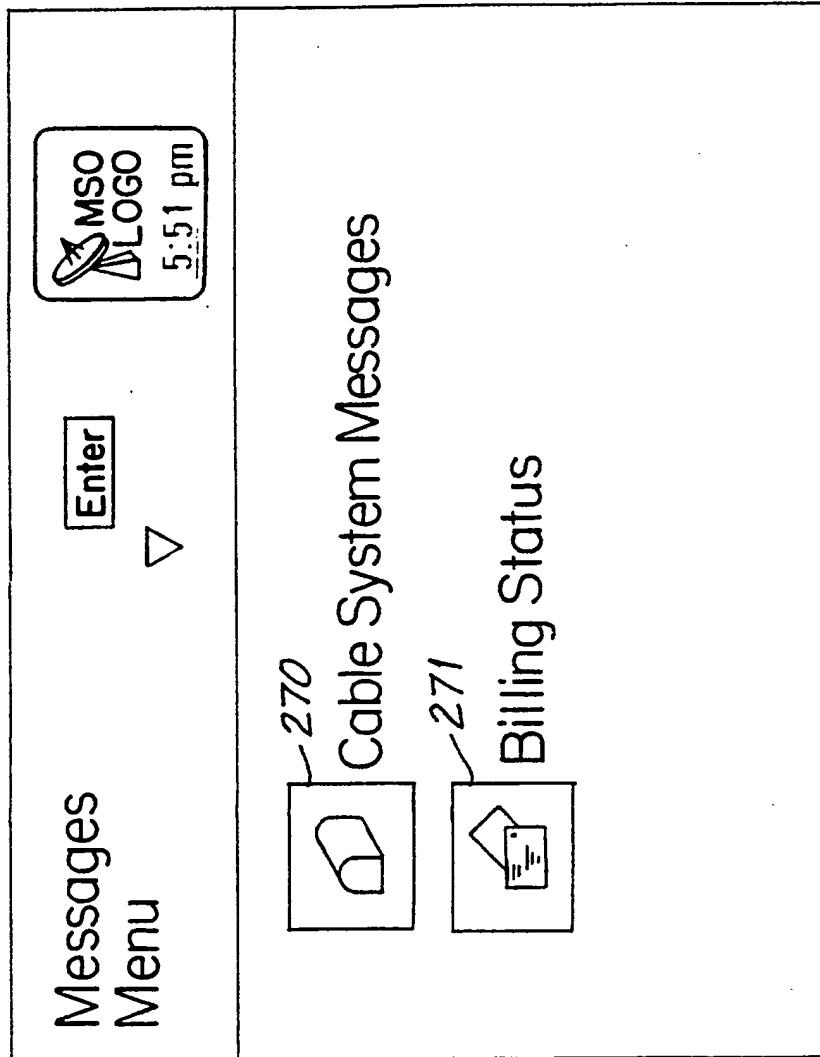 Messages
Menu
Enter
MSO
LOGO
5:51 pm
270
Cable System Messages
271
Billing Status